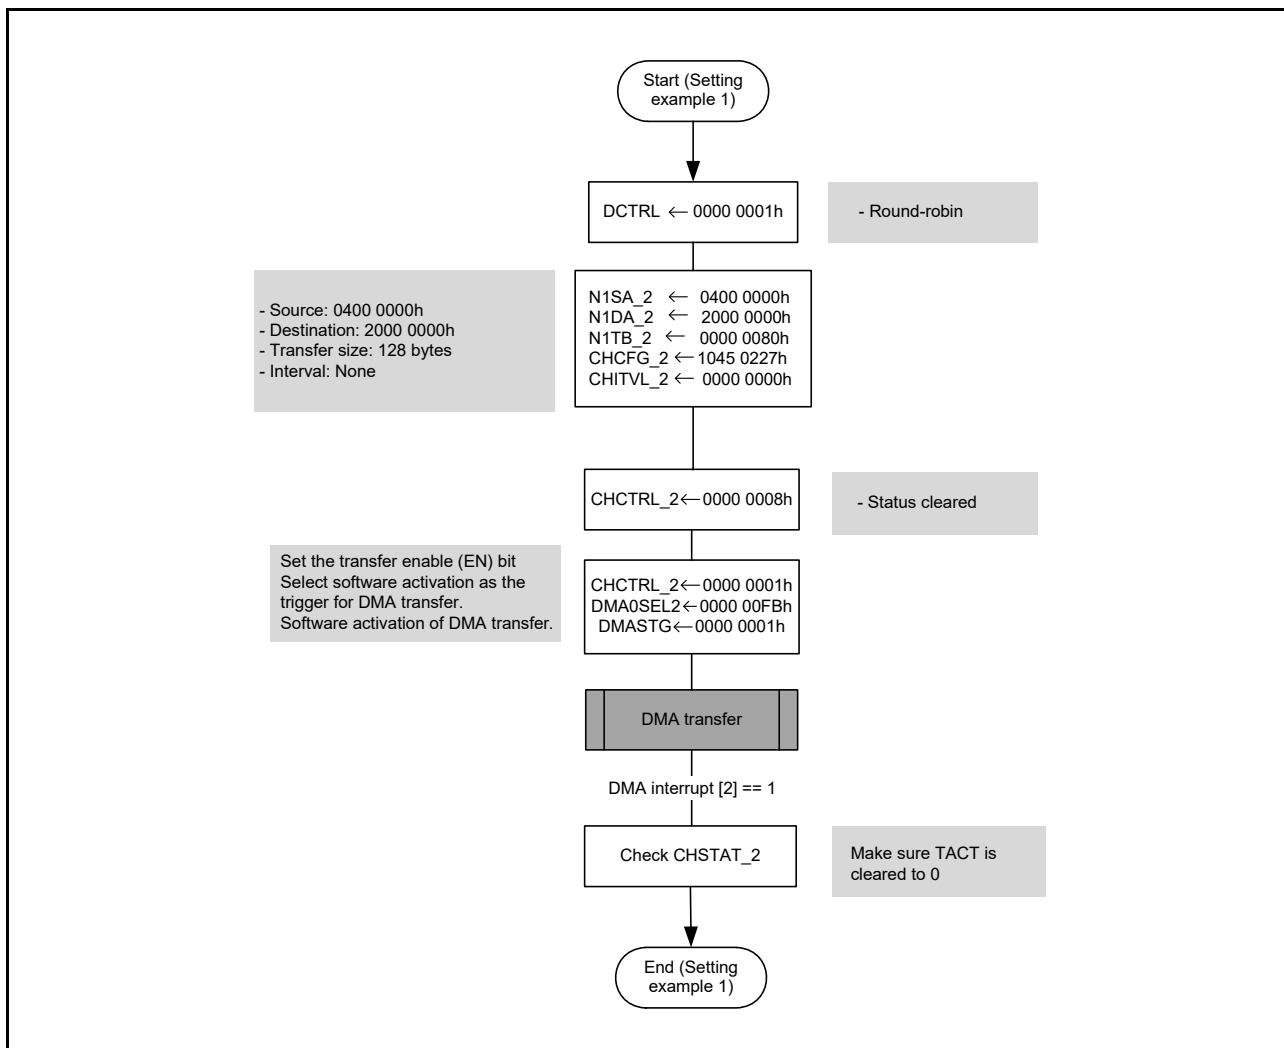 Start (Setting
example 1)
DCTRL ← 0000 0001h
- Round-robin
- Source: 0400 0000h
- Destination: 2000 0000h
- Transfer size: 128 bytes
- Interval: None
N1SA_2 ← 0400 0000h
N1DA_2 ← 2000 0000h
N1TB_2 ← 0000 0080h
CHCFG_2 ← 1045 0227h
CHITVL_2 ← 0000 0000h
CHCTRL_2 ← 0000 0008h
- Status cleared
Set the transfer enable (EN) bit
Select software activation as the
trigger for DMA transfer.
Software activation of DMA transfer.
CHCTRL_2 ← 0000 0001h
DMA0SEL2 ← 0000 00FBh
DMASTG ← 0000 0001h
DMA transfer
DMA interrupt [2] == 1
Check CHSTAT_2
Make sure TACT is
cleared to 0
End (Setting
example 1)